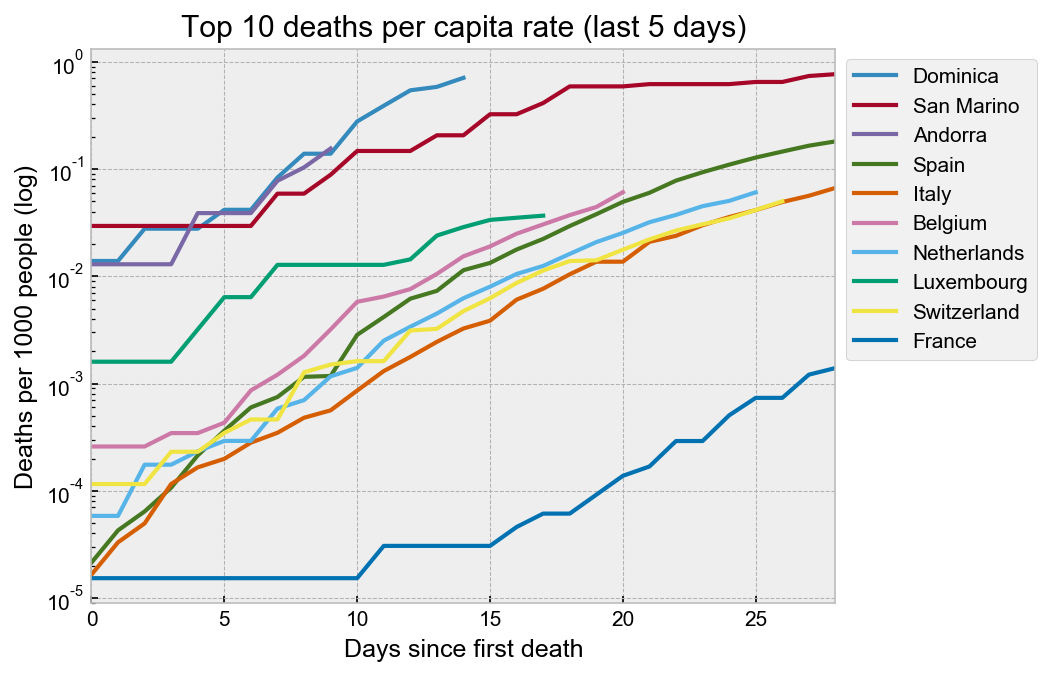 Top 10 deaths per capita rate (last 5 days)
Deaths per 1000 people (log)
10^0
10^-1
10^-2
10^-3
10^-4
10^-5
0 5 10 15 20 25
Days since first death
Dominica
San Marino
Andorra
Spain
Italy
Belgium
Netherlands
Luxembourg
Switzerland
France